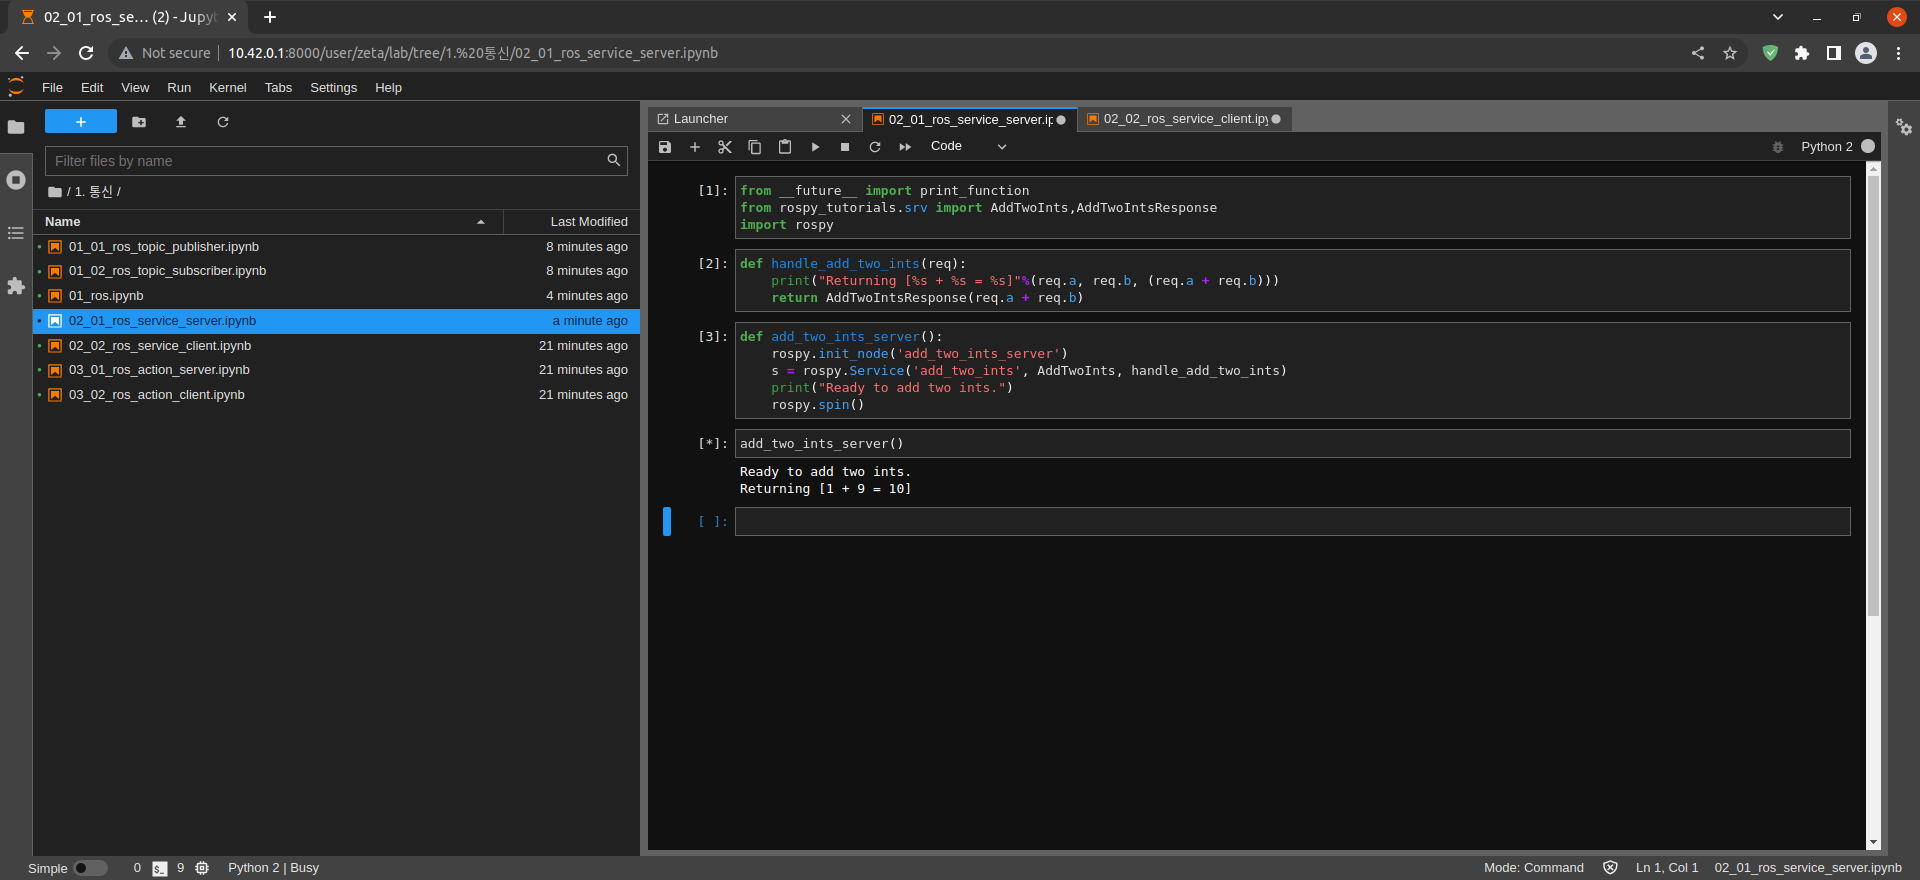 02_01_ros_se… (2) - Jupyt
Not secure
10.42.0.1:8000/user/zeta/lab/tree/1.%20통신/02_01_ros_service_server.ipynb
File Edit View Run Kernel Tabs Settings Help
Launcher
02_01_ros_service_server.ip
02_02_ros_service_client.ipy
Code
Python 2
Filter files by name
/ 1. 통신 /
Name Last Modified
01_01_ros_topic_publisher.ipynb 8 minutes ago
01_02_ros_topic_subscriber.ipynb 8 minutes ago
01_ros.ipynb 4 minutes ago
02_01_ros_service_server.ipynb a minute ago
02_02_ros_service_client.ipynb 21 minutes ago
03_01_ros_action_server.ipynb 21 minutes ago
03_02_ros_action_client.ipynb 21 minutes ago
[1]: from __future__ import print_function
from rospy_tutorials.srv import AddTwoInts,AddTwoIntsResponse
import rospy
[2]: def handle_add_two_ints(req):
    print("Returning [%s + %s = %s]"%(req.a, req.b, (req.a + req.b)))
    return AddTwoIntsResponse(req.a + req.b)
[3]: def add_two_ints_server():
    rospy.init_node('add_two_ints_server')
    s = rospy.Service('add_two_ints', AddTwoInts, handle_add_two_ints)
    print("Ready to add two ints.")
    rospy.spin()
[*]: add_two_ints_server()
Ready to add two ints.
Returning [1 + 9 = 10]
[ ]:
Simple 0 $_ 9 Python 2 | Busy
Mode: Command Ln 1, Col 1 02_01_ros_service_server.ipynb